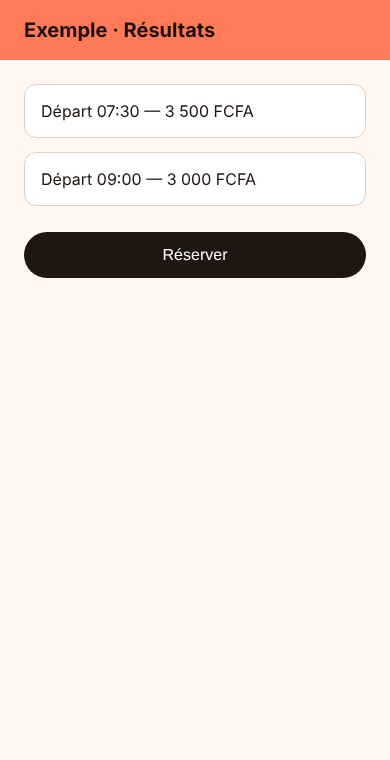 Exemple · Résultats
Départ 07:30 — 3 500 FCFA
Départ 09:00 — 3 000 FCFA
Réserver